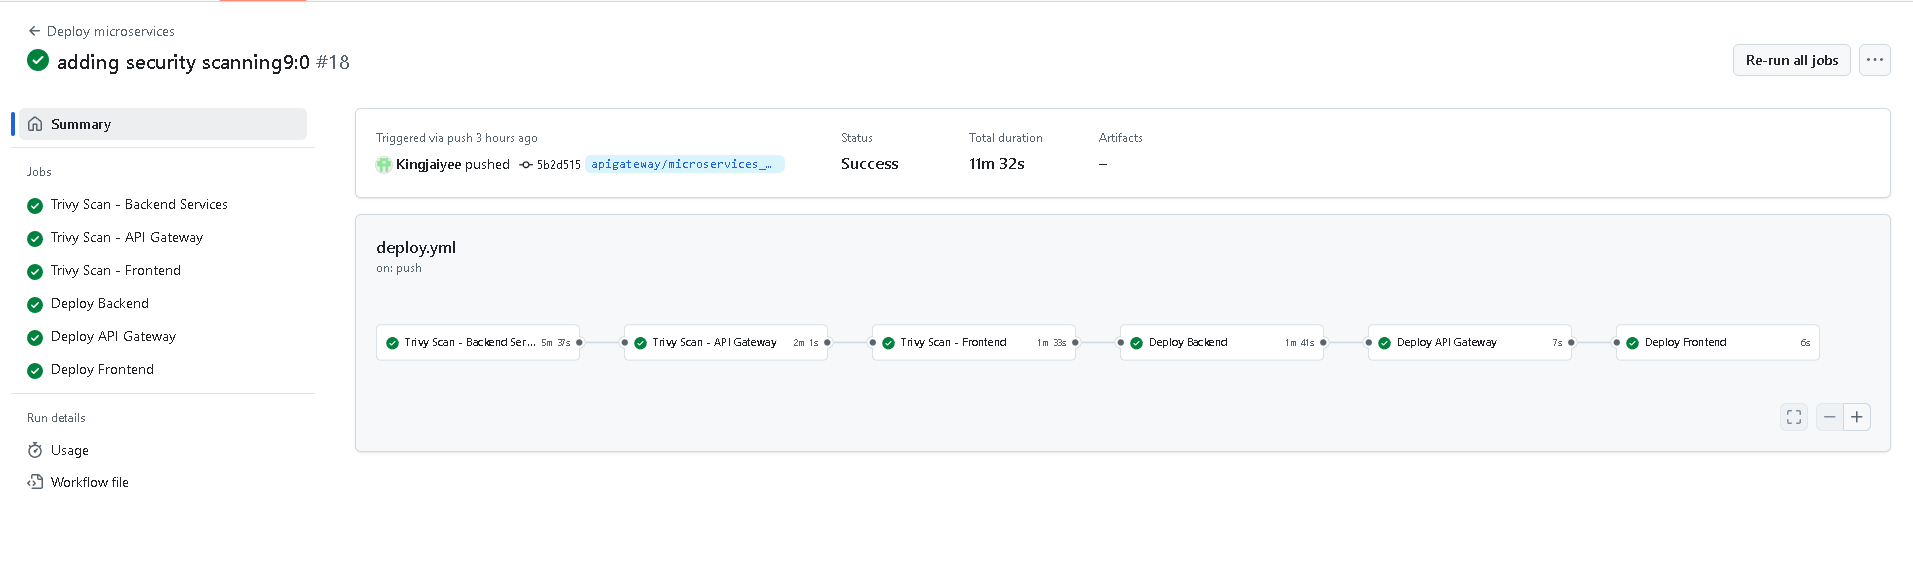 Deploy microservices
adding security scanning9:0 #18
Re-run all jobs
Summary
Jobs
Trivy Scan - Backend Services
Trivy Scan - API Gateway
Trivy Scan - Frontend
Deploy Backend
Deploy API Gateway
Deploy Frontend
Run details
Usage
Workflow file
Triggered via push 3 hours ago
Kingjaiyee pushed 5b2d515 apigateway/microservices_…
Status
Success
Total duration
11m 32s
Artifacts
–
deploy.yml
on: push
Trivy Scan - Backend Ser... 5m 37s
Trivy Scan - API Gateway 2m 1s
Trivy Scan - Frontend 1m 33s
Deploy Backend 1m 41s
Deploy API Gateway 7s
Deploy Frontend 6s